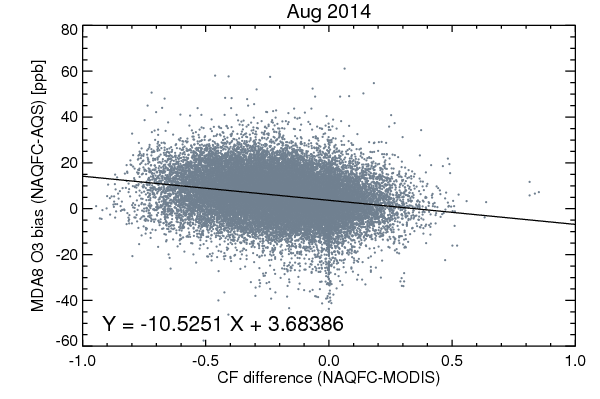 Aug 2014
MDA8 O3 bias (NAQFC-AQS) [ppb]
80
60
40
20
0
-20
-40
-60
Y = -10.5251 X + 3.68386
-1.0 -0.5 0.0 0.5 1.0
CF difference (NAQFC-MODIS)